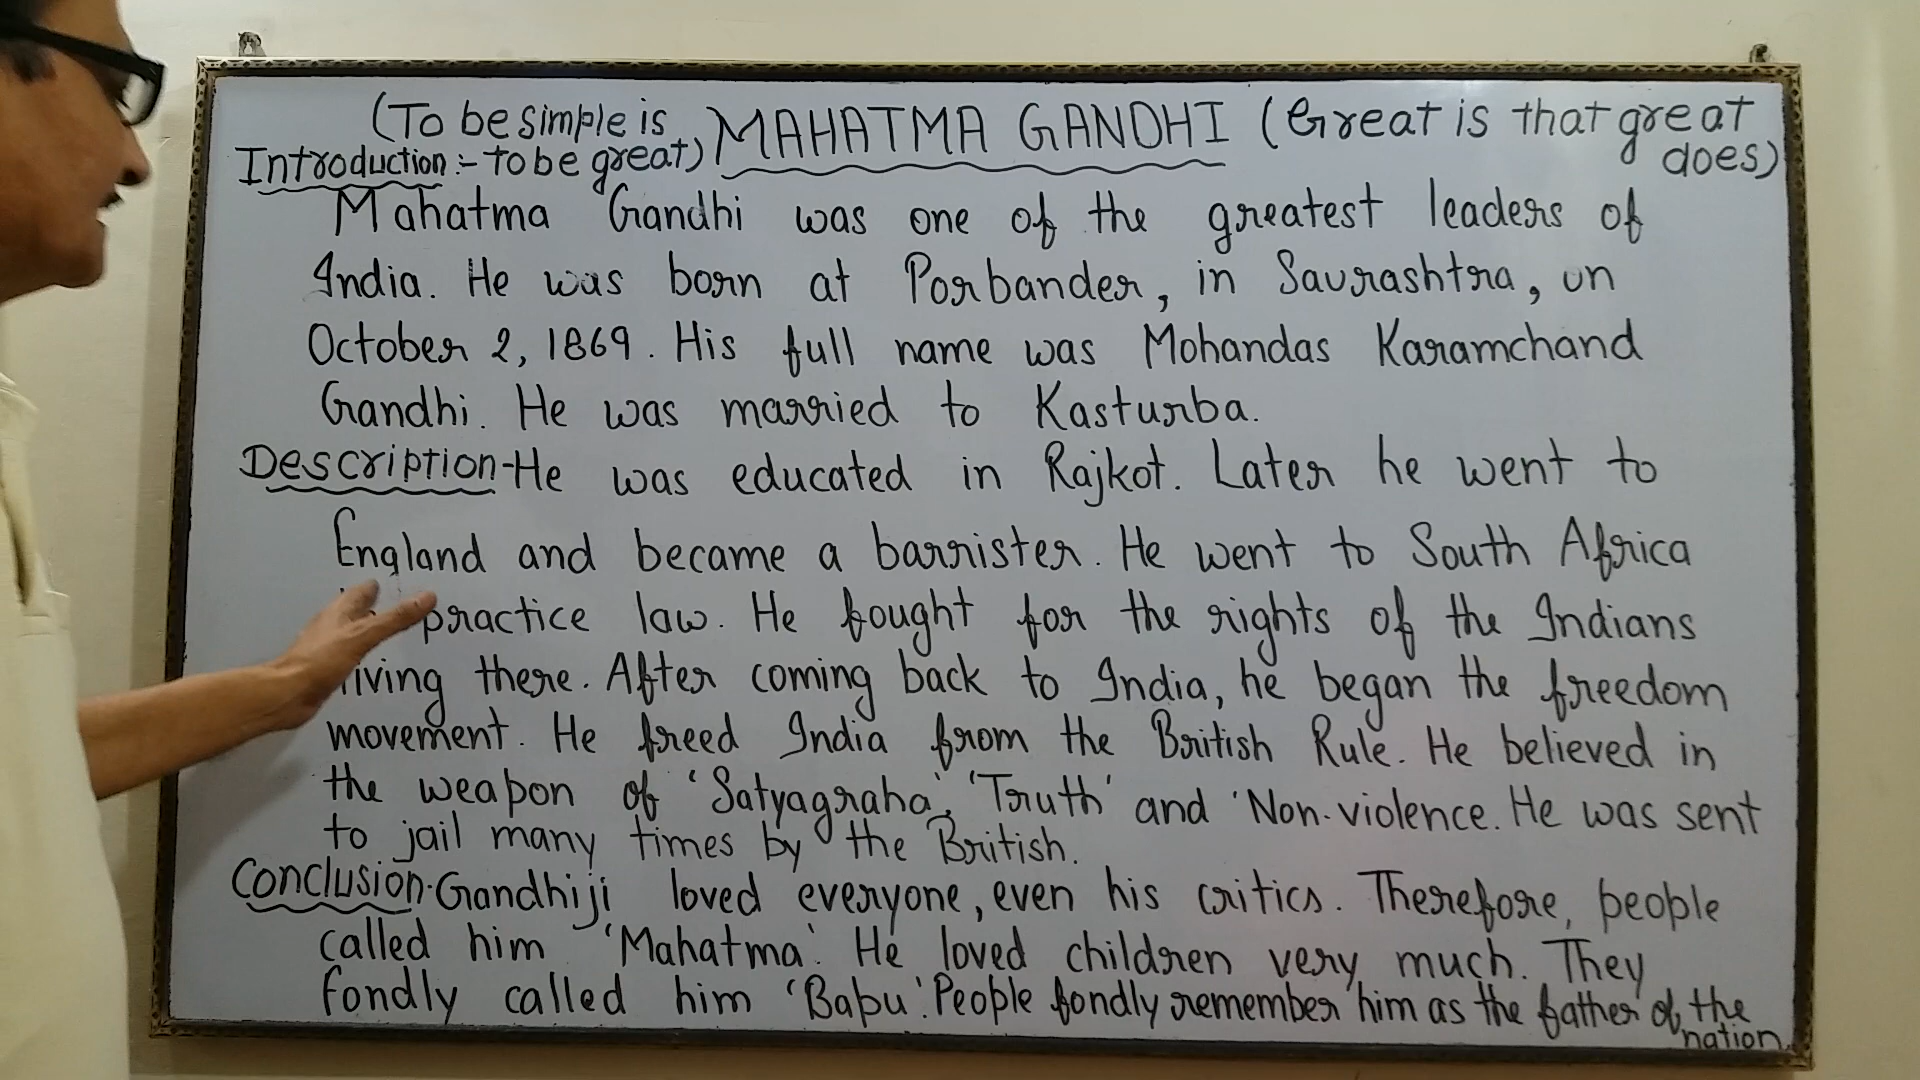 (To be simple is to be great) MAHATMA GANDHI (Great is that great does)
Introduction :-
Mahatma Gandhi was one of the greatest leaders of
India. He was born at Porbander, in Saurashtra, on
October 2, 1869. His full name was Mohandas Karamchand
Gandhi. He was married to Kasturba.
Description-He was educated in Rajkot. Later he went to
England and became a barrister. He went to South Africa
practice law. He fought for the rights of the Indians
living there. After coming back to India, he began the freedom
movement. He freed India from the British Rule. He believed in
the weapon of 'Satyagraha', 'Truth' and 'Non-violence. He was sent
to jail many times by the British.
Conclusion-Gandhiji loved everyone, even his critics. Therefore, people
called him 'Mahatma'. He loved children very much. They
fondly called him 'Bapu'. People fondly remember him as the father of the
nation.